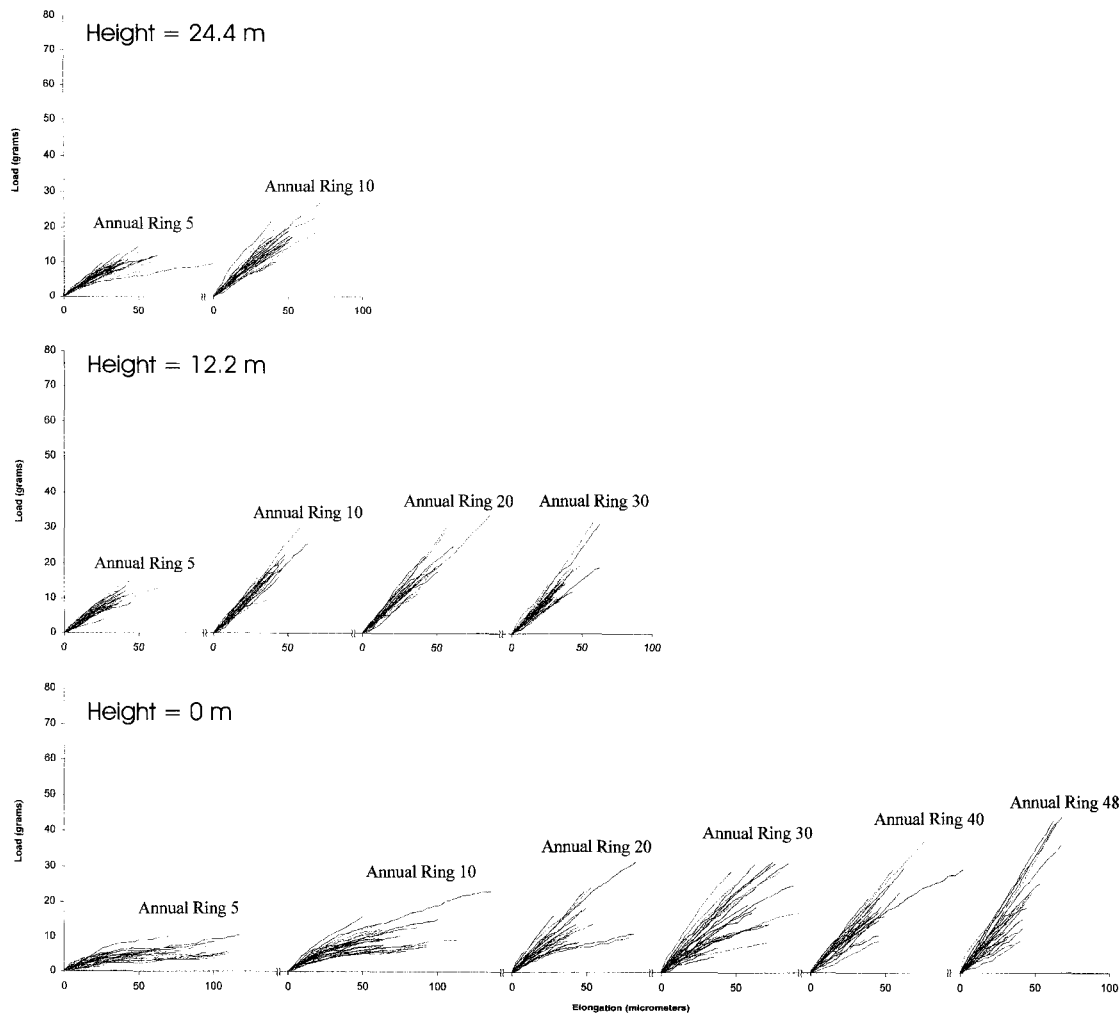 Height = 24.4 m
80
70
60
50
40
30
20
10
0
Load (grams)
Annual Ring 5
Annual Ring 10
0
50
0
50
100
Height = 12.2 m
80
70
60
50
40
30
20
10
0
Load (grams)
Annual Ring 5
Annual Ring 10
Annual Ring 20
Annual Ring 30
0
50
0
50
0
50
0
50
100
Height = 0 m
80
70
60
50
40
30
20
10
0
Load (grams)
Annual Ring 5
Annual Ring 10
Annual Ring 20
Annual Ring 30
Annual Ring 40
Annual Ring 48
0
50
100
0
50
100
0
50
0
50
0
50
0
50
100
Elongation (micrometers)